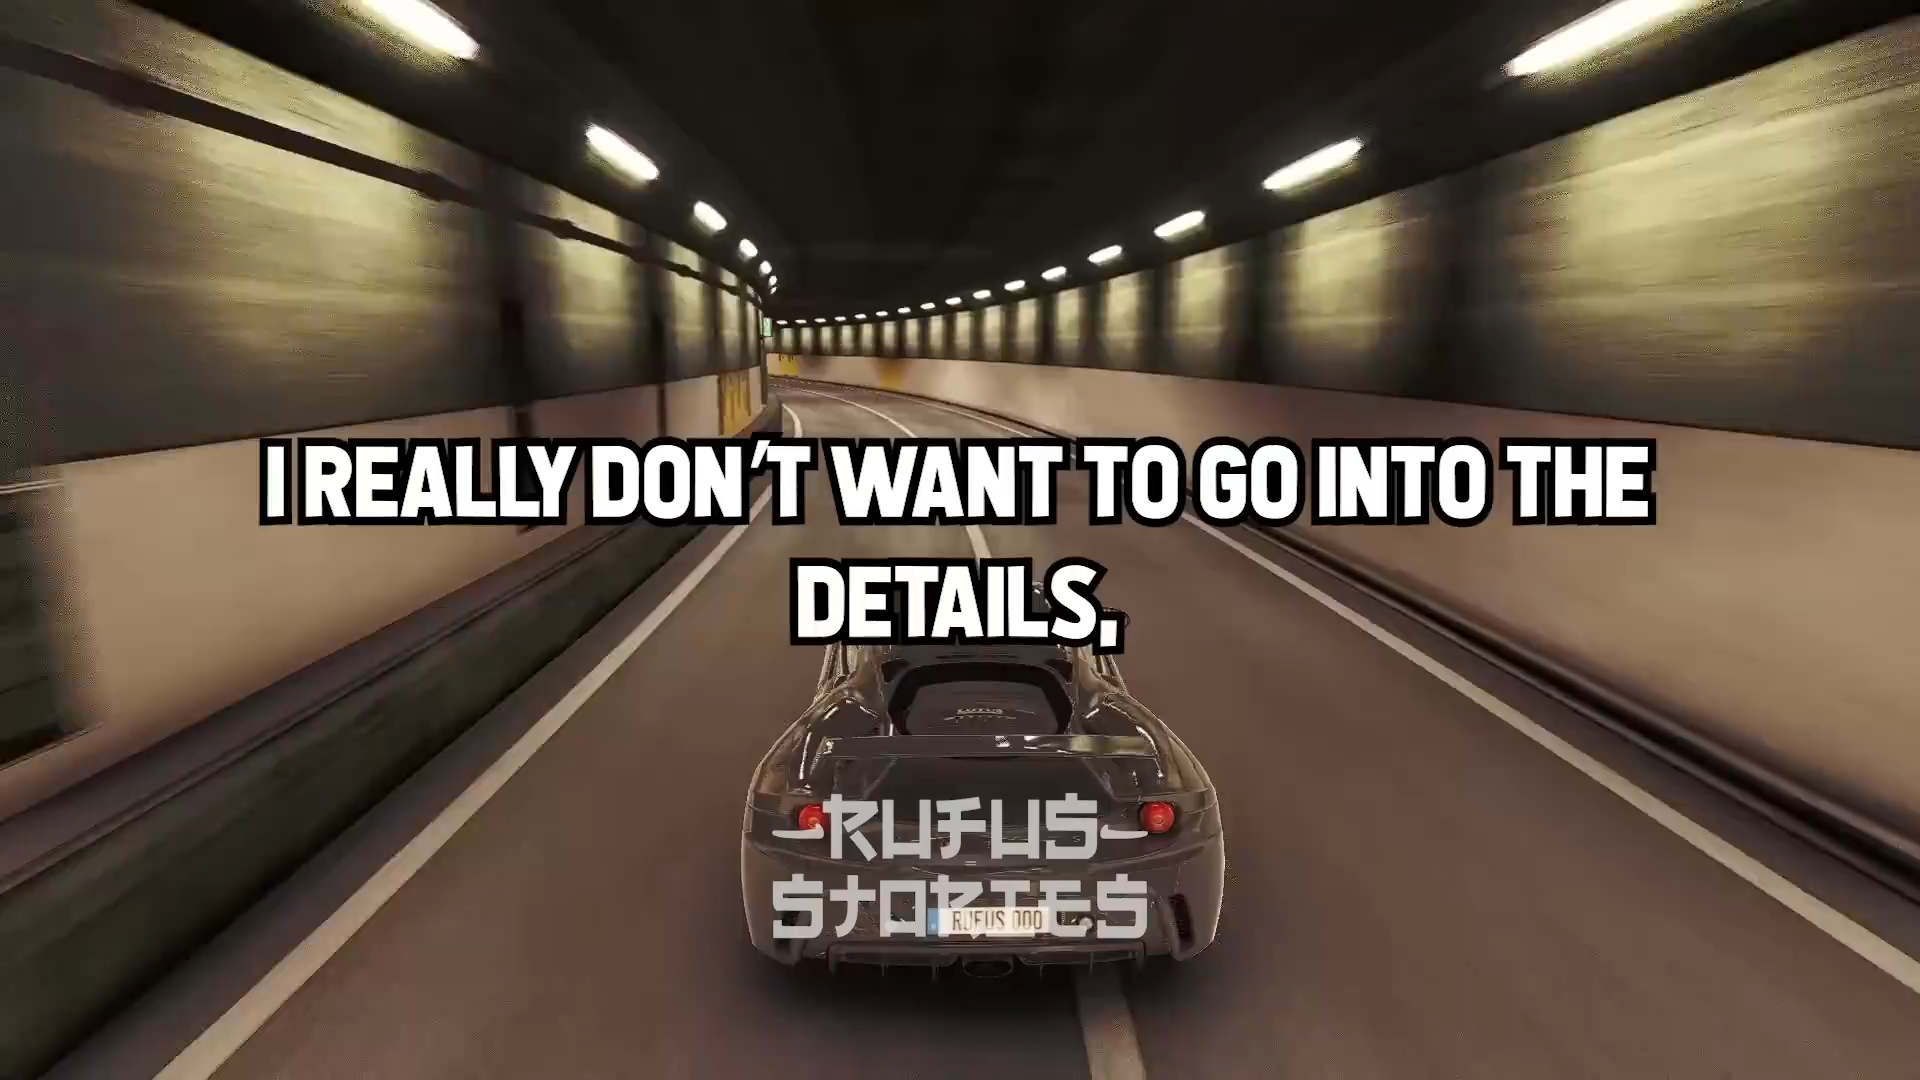 I REALLY DON'T WANT TO GO INTO THE
DETAILS,
RUFUS
STORIES
RUFUS 000